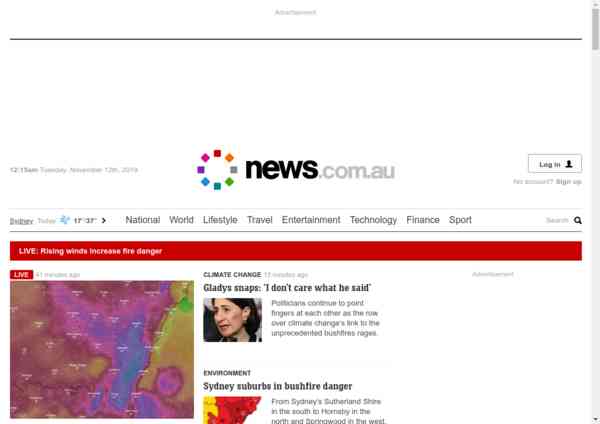 Advertisement
12:15am Tuesday, November 12th, 2019
news.com.au
Log in
No account? Sign up
Sydney Today 17°/37°
National World Lifestyle Travel Entertainment Technology Finance Sport
Search
LIVE: Rising winds increase fire danger
LIVE 41 minutes ago
CLIMATE CHANGE 13 minutes ago
Gladys snaps: 'I don't care what he said'
Politicians continue to point
fingers at each other as the row
over climate change's link to the
unprecedented bushfires rages.
Advertisement
ENVIRONMENT
Sydney suburbs in bushfire danger
From Sydney's Sutherland Shire
in the south to Hornsby in the
north and Springwood in the west,